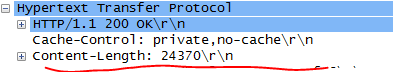 Hypertext Transfer Protocol
HTTP/1.1 200 OK\r\n
Cache-Control: private,no-cache\r\n
Content-Length: 24370\r\n